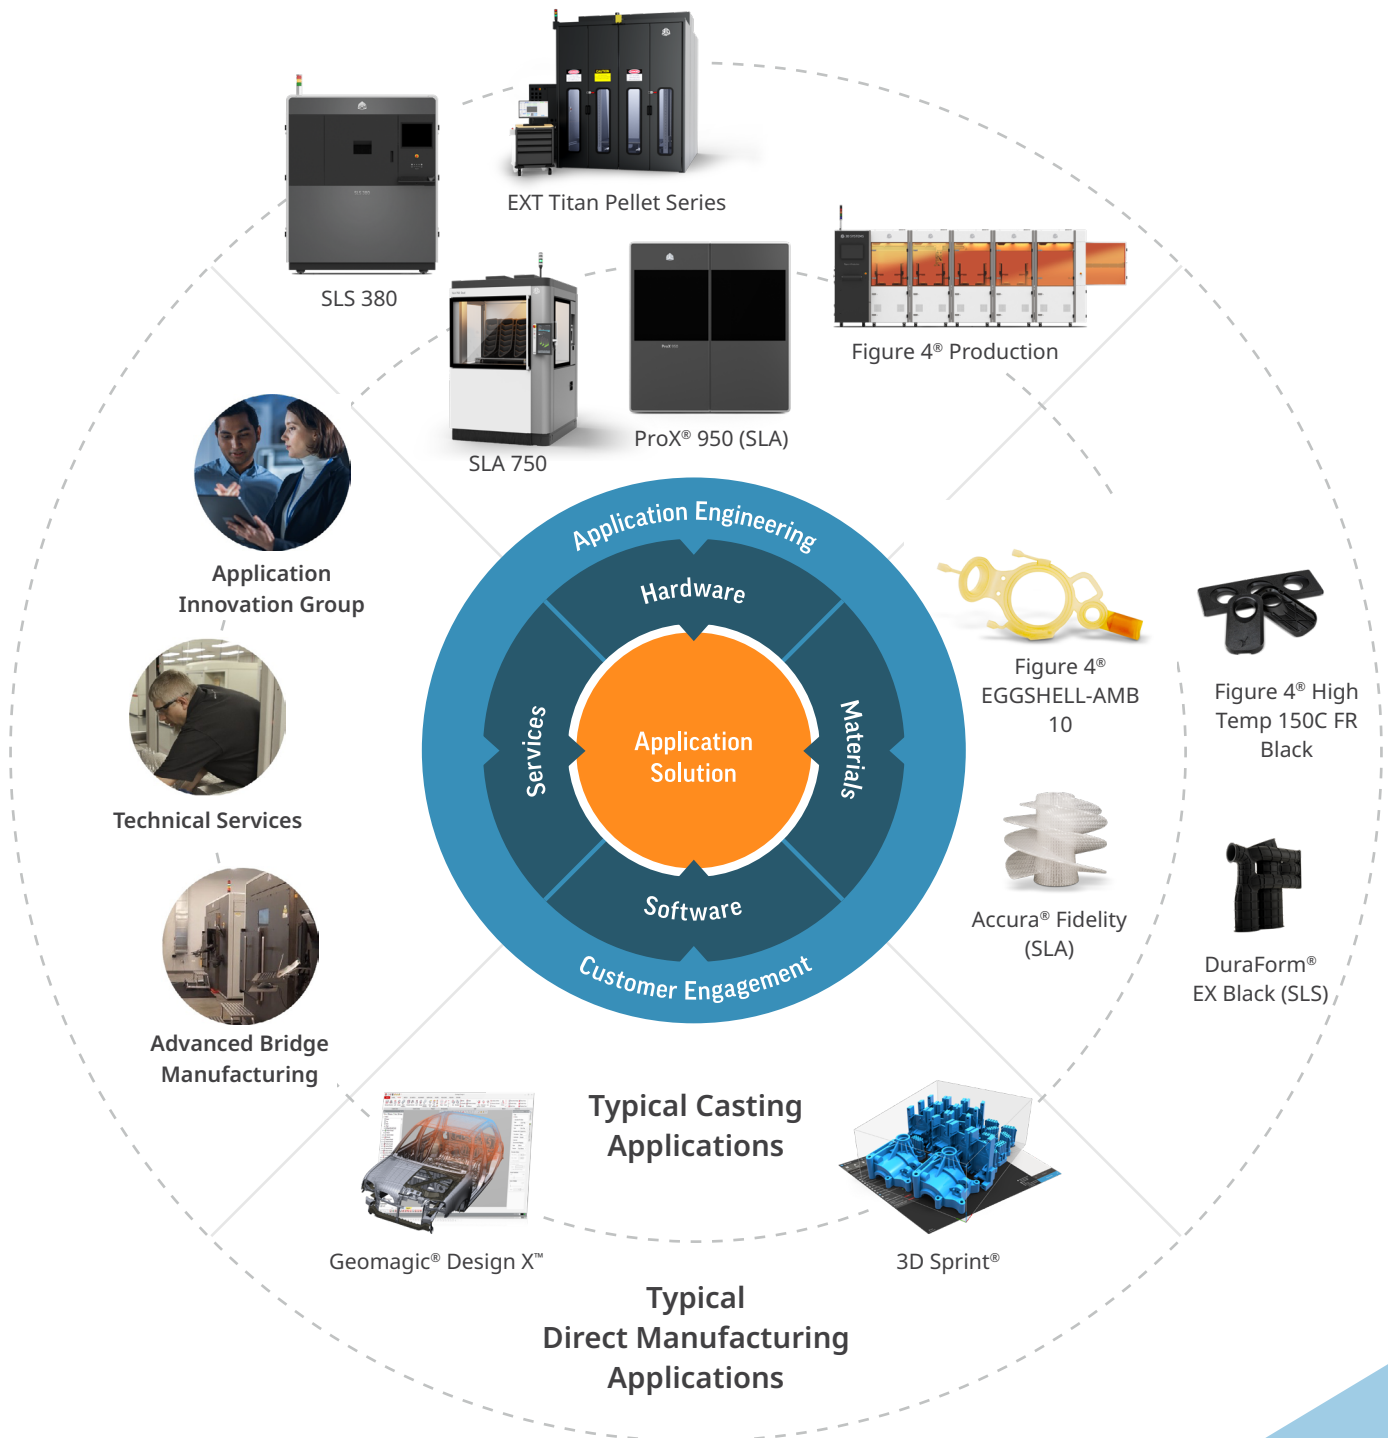 EXT Titan Pellet Series
SLS 380
Figure 4® Production
ProX® 950 (SLA)
SLA 750
Application
Innovation Group
Technical Services
Advanced Bridge
Manufacturing
Application Engineering
Hardware
Services
Application
Solution
Materials
Software
Customer Engagement
Figure 4®
EGGSHELL-AMB
10
Figure 4® High
Temp 150C FR
Black
Accura® Fidelity
(SLA)
DuraForm®
EX Black (SLS)
Typical Casting
Applications
Geomagic® Design X™
3D Sprint®
Typical
Direct Manufacturing
Applications